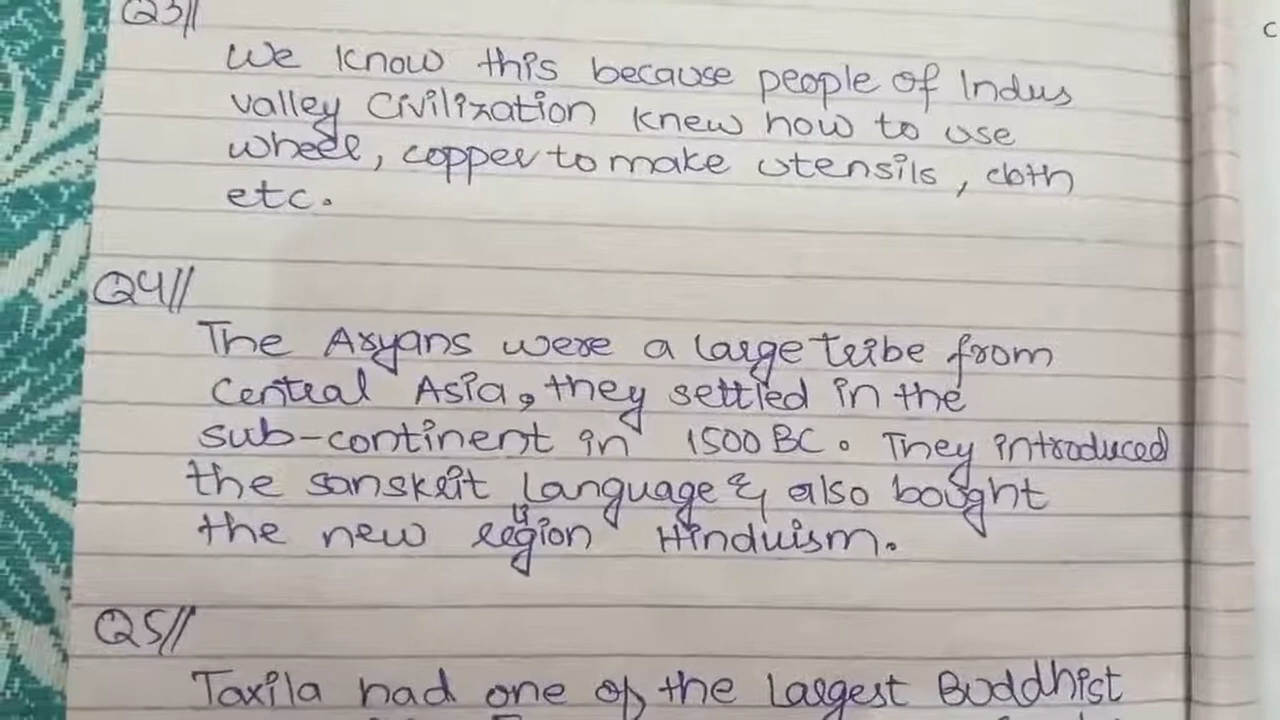 Q3//
We know this because people of Indus
valley Civilization knew how to use
wheel, copper to make utensils, cloth
etc.
Q4//
The Aryans were a large tribe from
Central Asia, they settled in the
sub-continent in 1500 BC. They introduced
the sanskrit language & also bought
the new region Hinduism.
Q5//
Taxila had one of the largest Buddhist